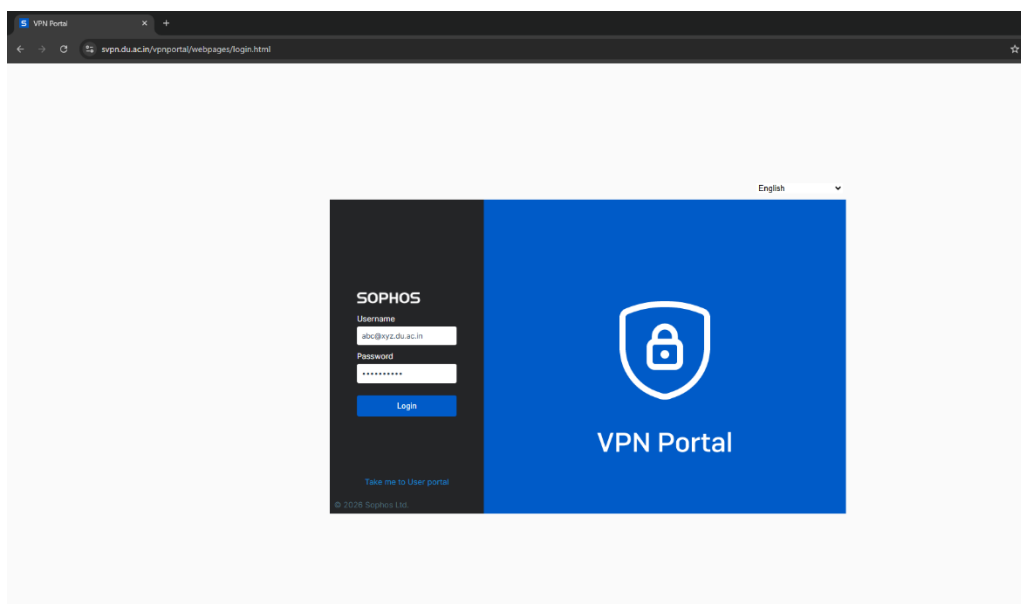 VPN Portal
svpn.du.ac.in/vpnportal/webpages/login.html
English
SOPHOS
Username
abc@xyz.du.ac.in
Password
••••••••••
Login
VPN Portal
Take me to User portal
© 2026 Sophos Ltd.